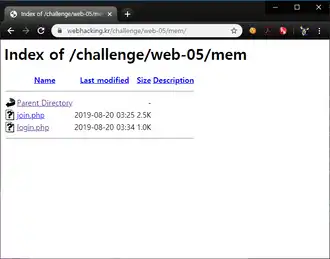 Index of /challenge/web-05/mem
webhacking.kr/challenge/web-05/mem/
Index of /challenge/web-05/mem
Name Last modified Size Description
Parent Directory -
join.php 2019-08-20 03:25 2.5K
login.php 2019-08-20 03:34 1.0K